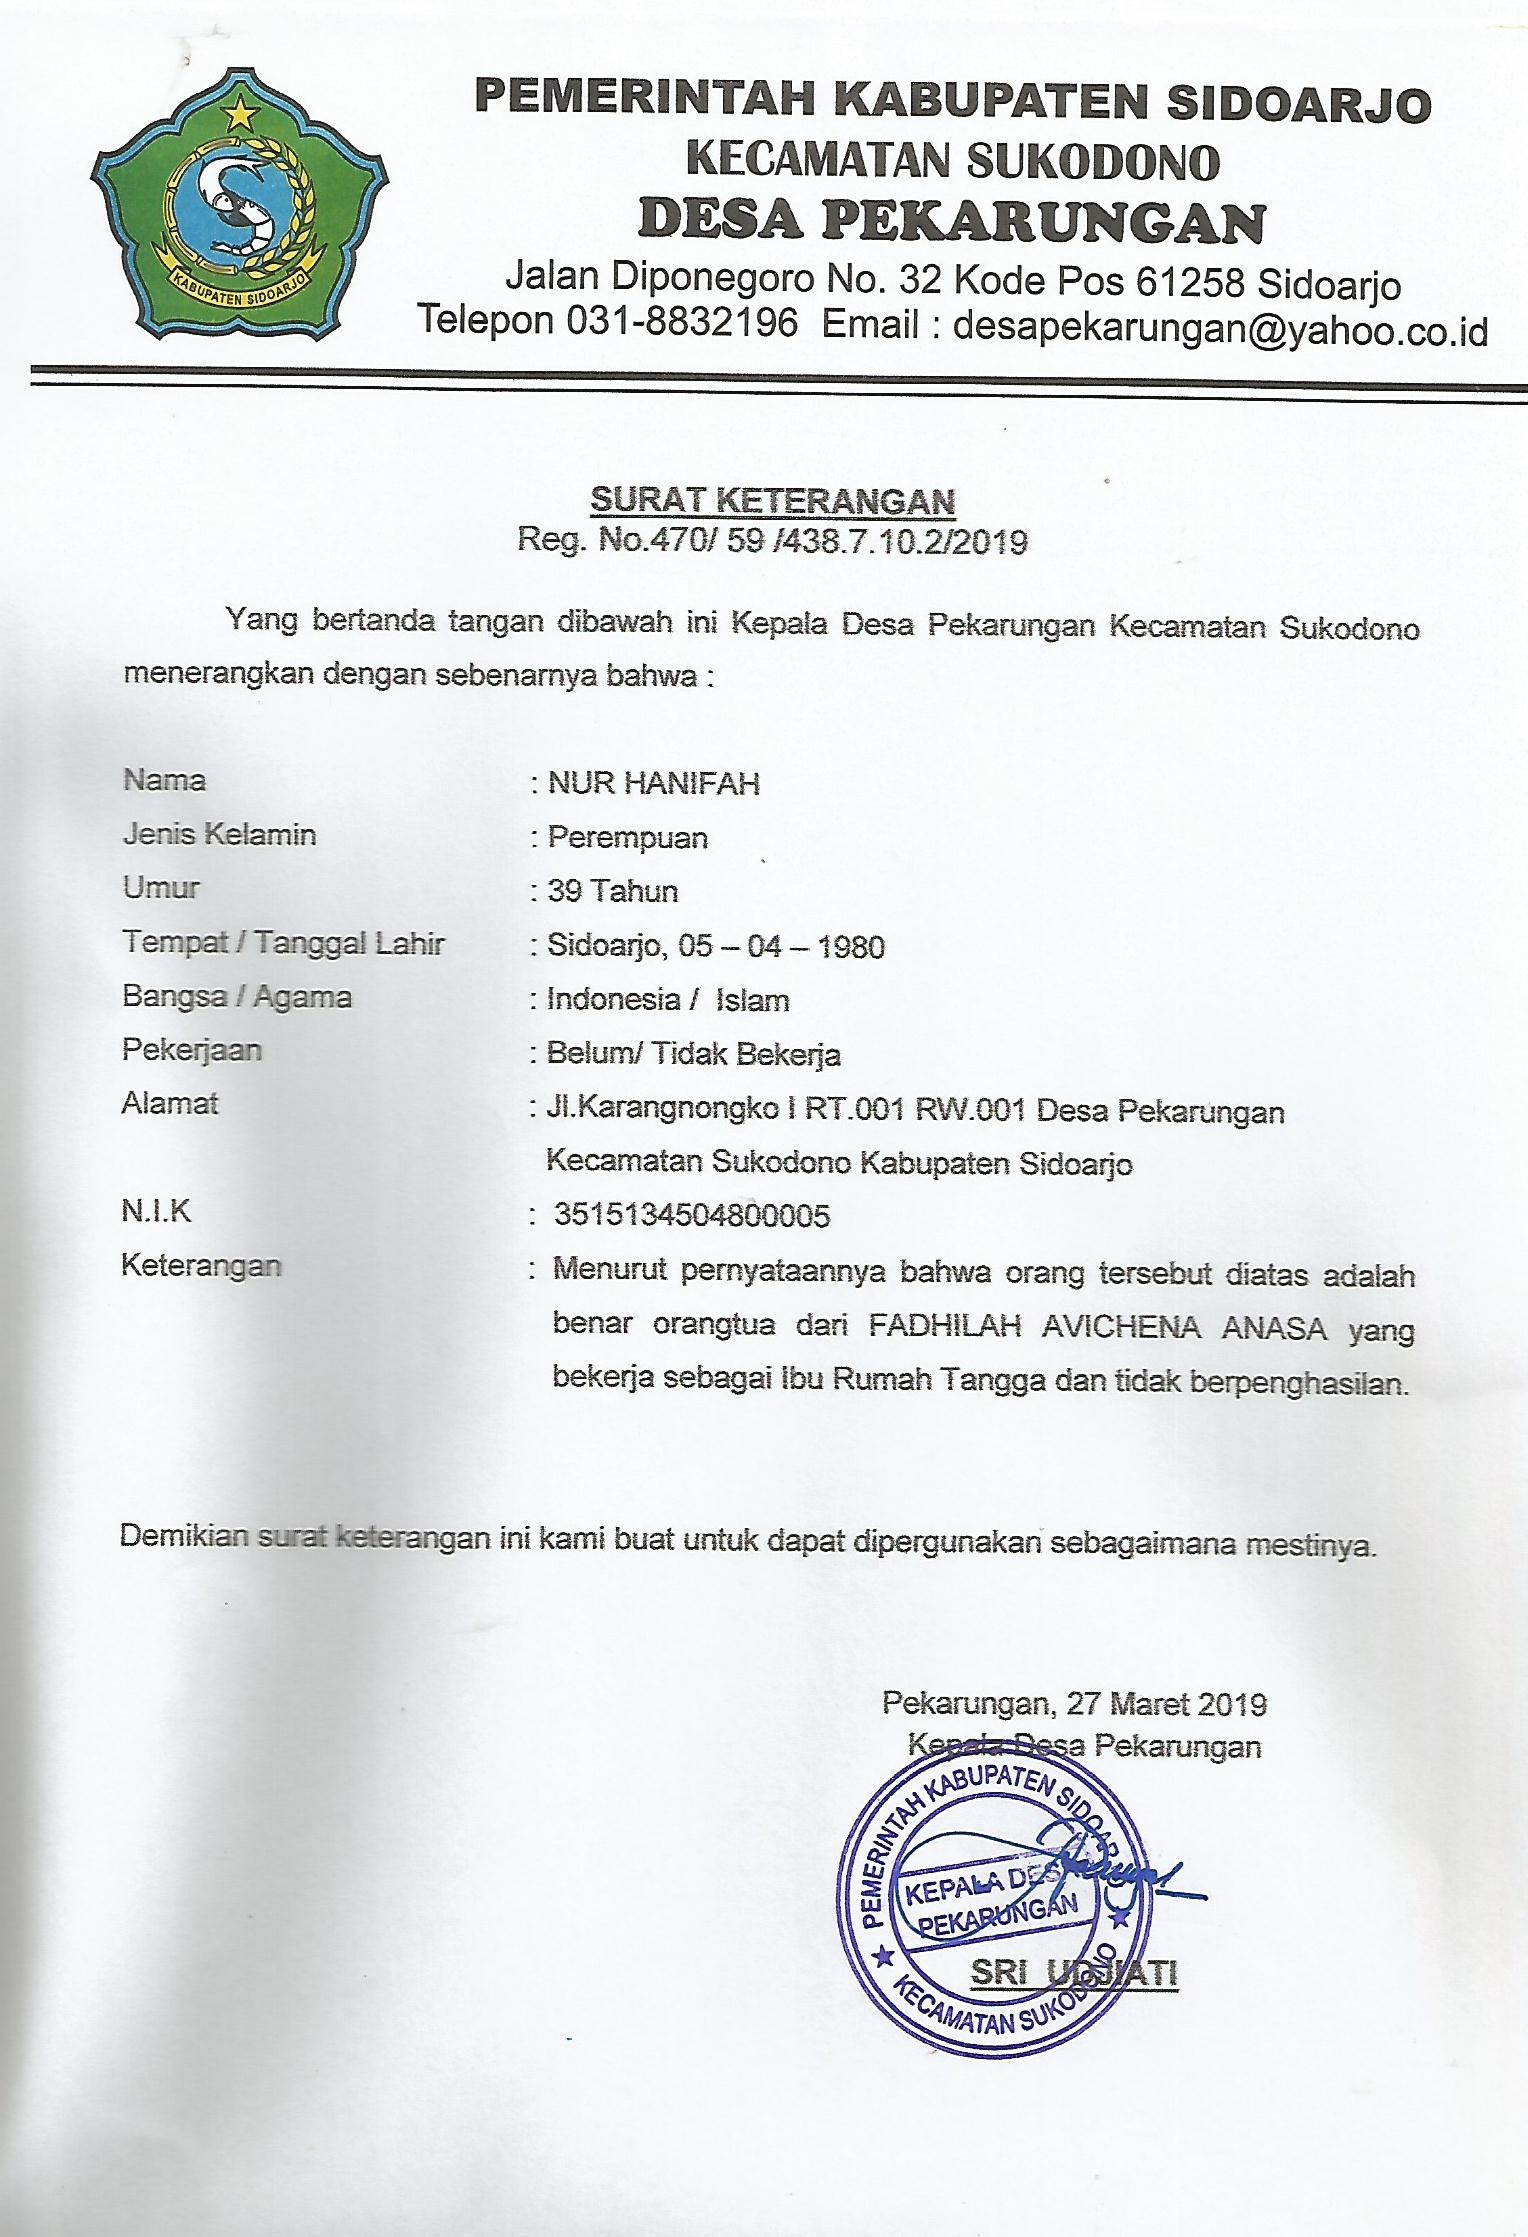 PEMERINTAH KABUPATEN SIDOARJO
KECAMATAN SUKODONO
DESA PEKARUNGAN
Jalan Diponegoro No. 32 Kode Pos 61258 Sidoarjo
Telepon 031-8832196 Email : desapekarungan@yahoo.co.id
KABUPATEN SIDOARJO
SURAT KETERANGAN
Reg. No.470/ 59 /438.7.10.2/2019
Yang bertanda tangan dibawah ini Kepala Desa Pekarungan Kecamatan Sukodono
menerangkan dengan sebenarnya bahwa :
Nama : NUR HANIFAH
Jenis Kelamin : Perempuan
Umur : 39 Tahun
Tempat / Tanggal Lahir : Sidoarjo, 05 – 04 – 1980
Bangsa / Agama : Indonesia / Islam
Pekerjaan : Belum/ Tidak Bekerja
Alamat : Jl.Karangnongko I RT.001 RW.001 Desa Pekarungan
Kecamatan Sukodono Kabupaten Sidoarjo
N.I.K : 3515134504800005
Keterangan : Menurut pernyataannya bahwa orang tersebut diatas adalah
benar orangtua dari FADHILAH AVICHENA ANASA yang
bekerja sebagai Ibu Rumah Tangga dan tidak berpenghasilan.
Demikian surat keterangan ini kami buat untuk dapat dipergunakan sebagaimana mestinya.
Pekarungan, 27 Maret 2019
Kepala Desa Pekarungan
PEMERINTAH KABUPATEN SIDOARJO
KEPALA DESA
PEKARUNGAN
KECAMATAN SUKODONO
SRI UDJIATI